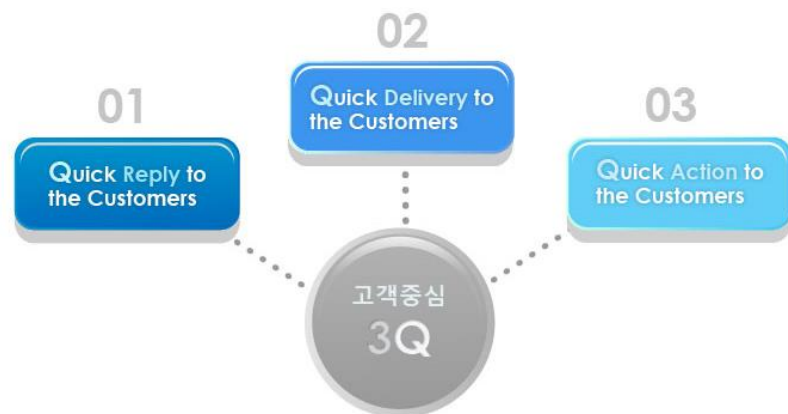 01
Quick Reply to
the Customers
02
Quick Delivery to
the Customers
03
Quick Action to
the Customers
고객중심
3Q